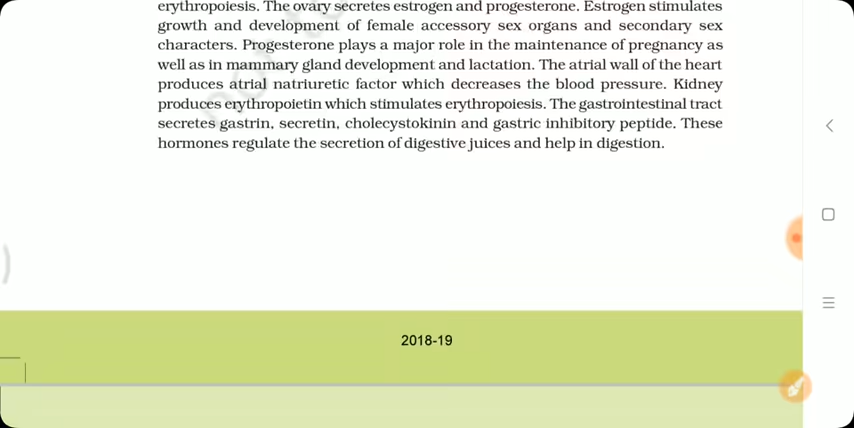 erythropoiesis. The ovary secretes estrogen and progesterone. Estrogen stimulates
growth and development of female accessory sex organs and secondary sex
characters. Progesterone plays a major role in the maintenance of pregnancy as
well as in mammary gland development and lactation. The atrial wall of the heart
produces atrial natriuretic factor which decreases the blood pressure. Kidney
produces erythropoietin which stimulates erythropoiesis. The gastrointestinal tract
secretes gastrin, secretin, cholecystokinin and gastric inhibitory peptide. These
hormones regulate the secretion of digestive juices and help in digestion.
2018-19